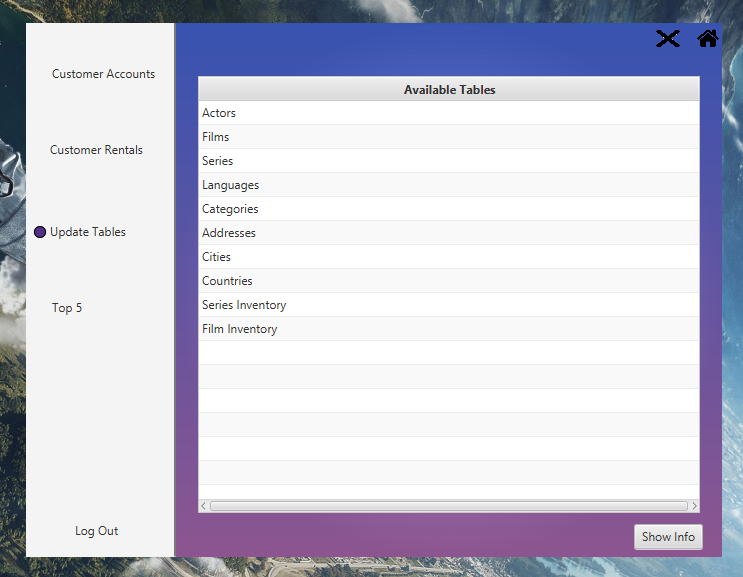 Customer Accounts
Customer Rentals
Update Tables
Top 5
Log Out
Available Tables
Actors
Films
Series
Languages
Categories
Addresses
Cities
Countries
Series Inventory
Film Inventory
Show Info